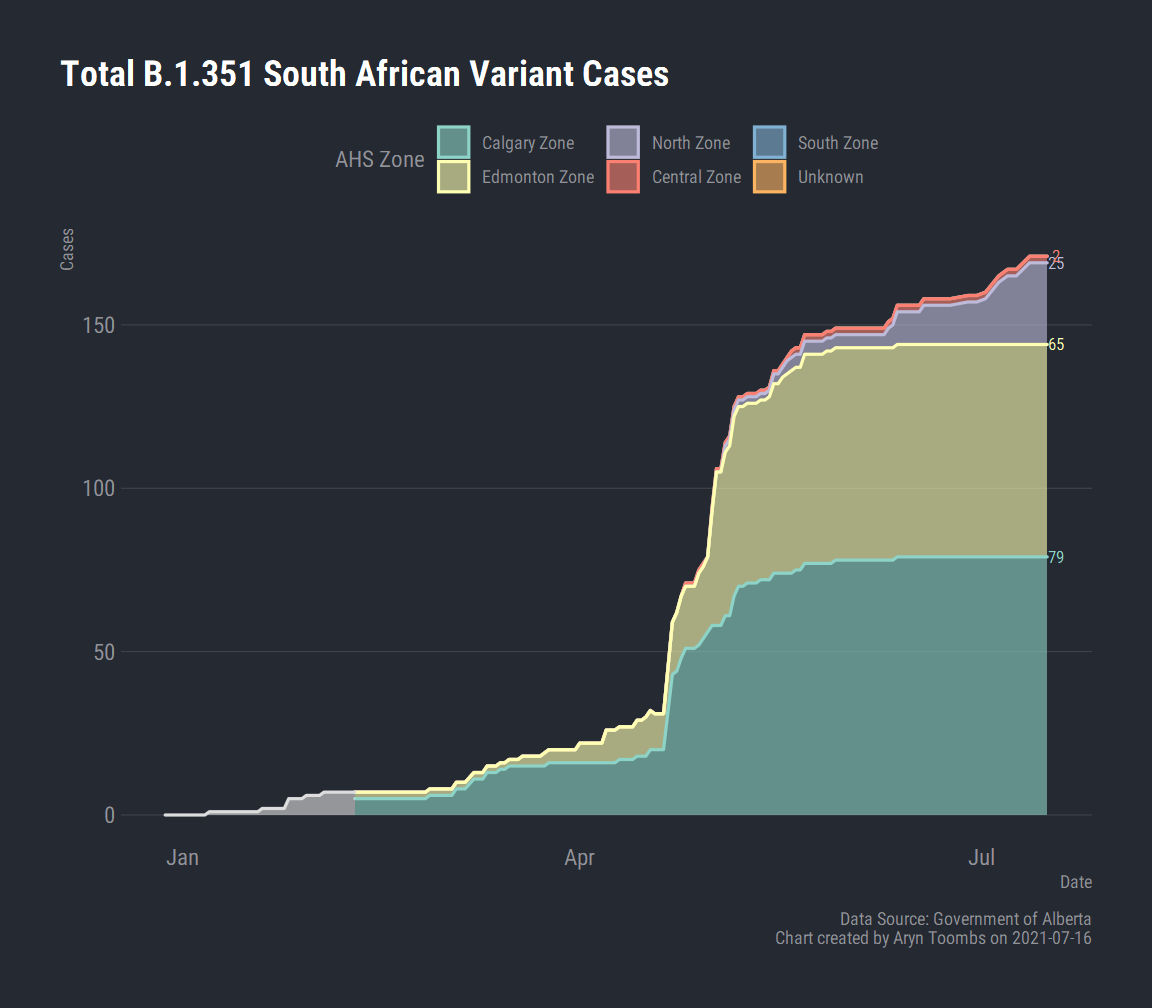 Total B.1.351 South African Variant Cases
AHS Zone
Calgary Zone
North Zone
South Zone
Edmonton Zone
Central Zone
Unknown
Cases
2
25
150
65
100
79
50
0
Jan
Apr
Jul
Date
Data Source: Government of Alberta
Chart created by Aryn Toombs on 2021-07-16